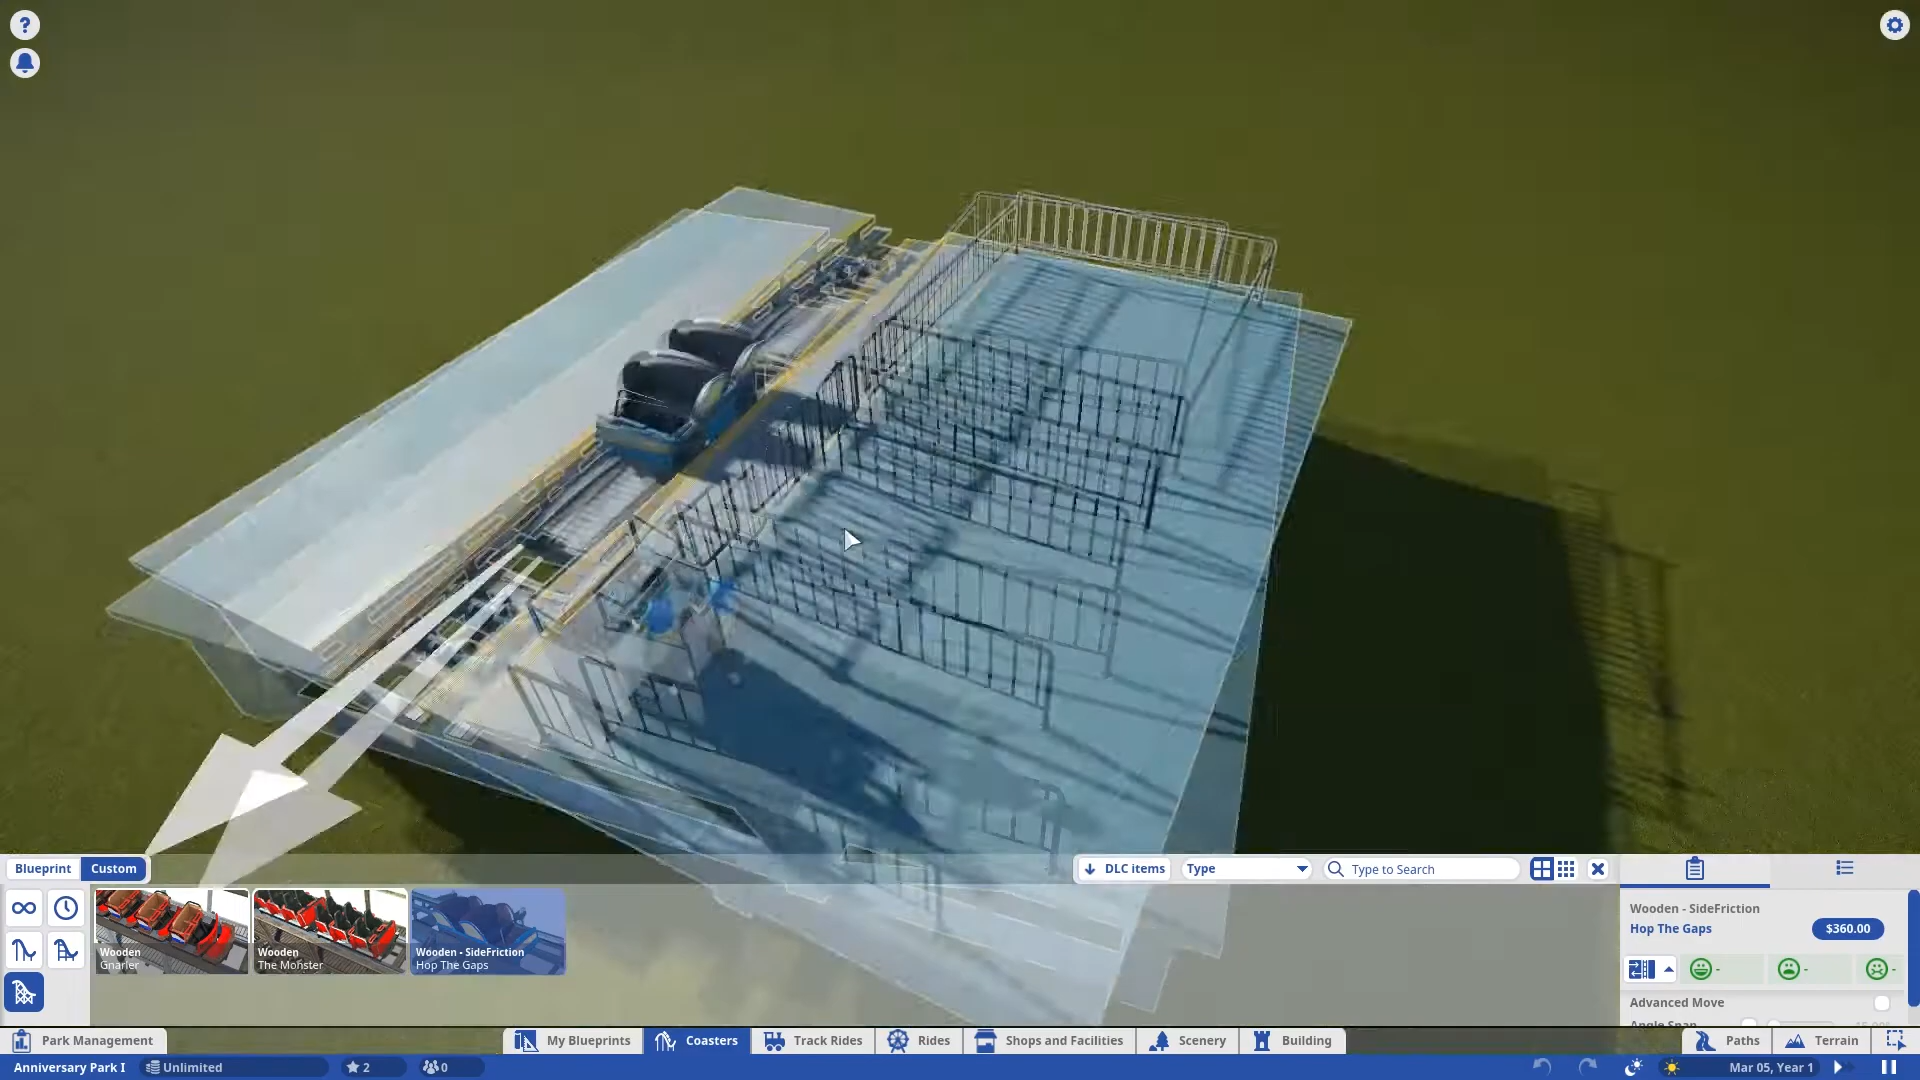 ?
Blueprint
Custom
DLC items
Type
Type to Search
Wooden
Gnarler
Wooden
The Monster
Wooden - SideFriction
Hop The Gaps
Wooden - SideFriction
Hop The Gaps
$360.00
-
-
-
Advanced Move
Angle Snap
Park Management
My Blueprints
Coasters
Track Rides
Rides
Shops and Facilities
Scenery
Building
Paths
Terrain
Anniversary Park I
Unlimited
2
0
Mar 05, Year 1